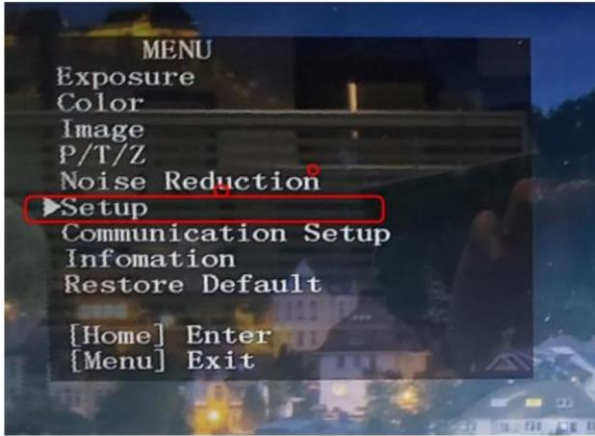 MENU
Exposure
Color
Image
P/T/Z
Noise Reduction
▶Setup
Communication Setup
Infomation
Restore Default
[Home] Enter
[Menu] Exit